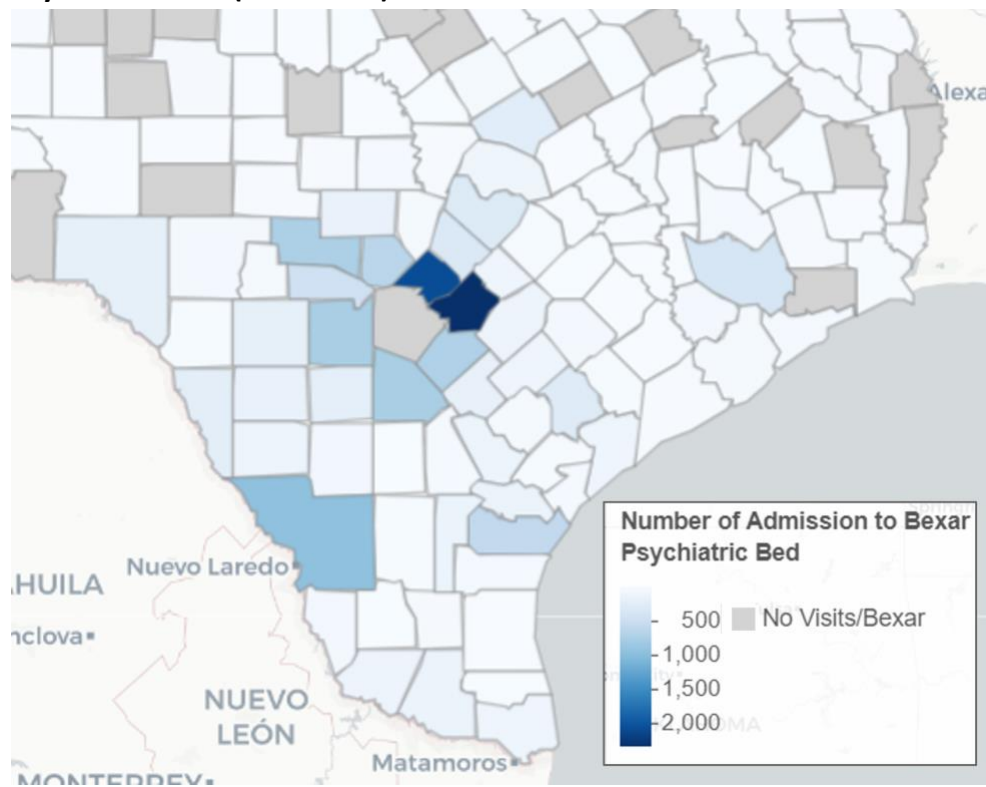 Alexa
Nuevo Laredo
HUILA
nclova
NUEVO
LEÓN
Matamoros
MONTERREY
Number of Admission to Bexar
Psychiatric Bed
500
No Visits/Bexar
1,000
1,500
2,000